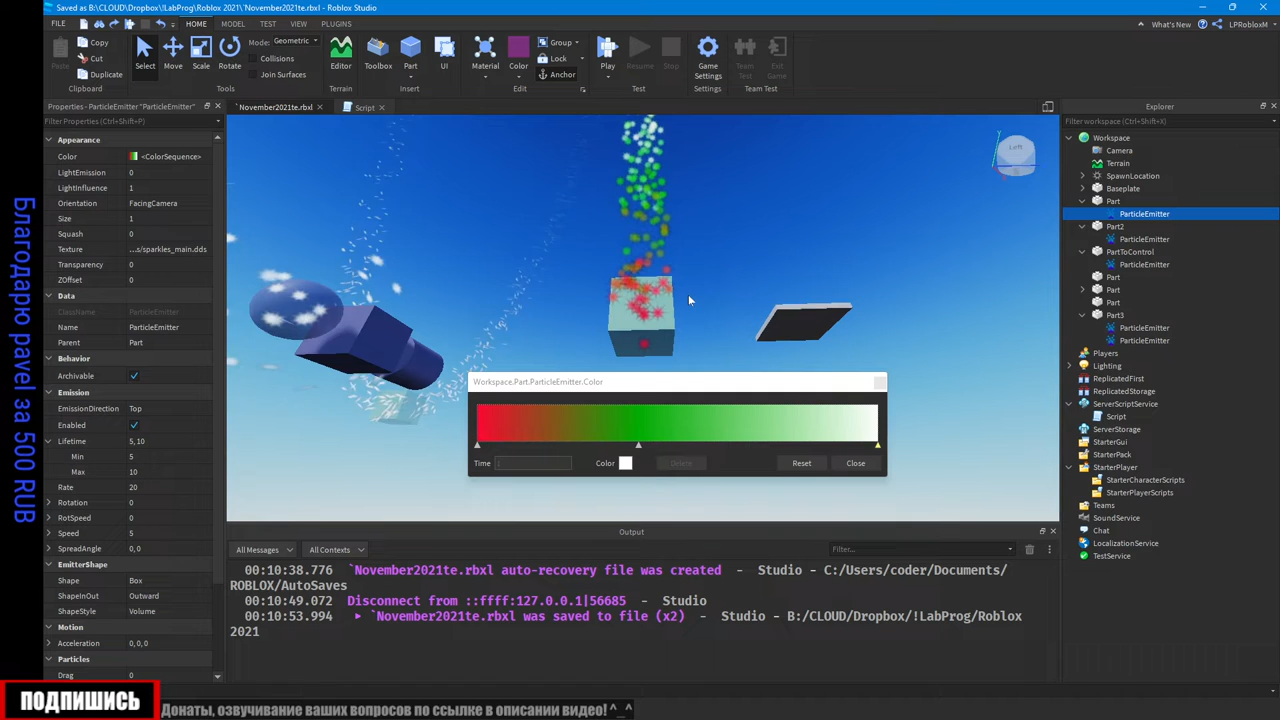 Saved as B:\CLOUD\Dropbox\!LabProg\Roblox 2021\`November2021te.rbxl - Roblox Studio
FILE HOME MODEL TEST VIEW PLUGINS What's New LPRobloxM
Paste Copy Cut Duplicate Clipboard
Select Move Scale Rotate Mode: Geometric Collisions Join Surfaces Tools
Editor Terrain
Toolbox Part UI Insert
Material Color Group Lock Anchor Edit
Play Resume Stop Test
Game Settings Settings
Team Test Exit Game Team Test
Properties - ParticleEmitter "ParticleEmitter"
Filter Properties (Ctrl+Shift+P)
Appearance
Color <ColorSequence>
LightEmission 0
LightInfluence 1
Orientation FacingCamera
Size 1
Squash 0
Texture ...s/sparkles_main.dds
Transparency 0
ZOffset 0
Data
ClassName ParticleEmitter
Name ParticleEmitter
Parent Part
Behavior
Archivable
Emission
EmissionDirection Top
Enabled
Lifetime 5, 10
Min 5
Max 10
Rate 20
Rotation 0
RotSpeed 0
Speed 5
SpreadAngle 0, 0
EmitterShape
Shape Box
ShapeInOut Outward
ShapeStyle Volume
Motion
Acceleration 0, 0, 0
Particles
Drag 0
`November2021te.rbxl Script
Left
Workspace.Part.ParticleEmitter.Color
Time Color Delete Reset Close
Output
All Messages All Contexts Filter...
00:10:38.776 `November2021te.rbxl auto-recovery file was created - Studio - C:/Users/coder/Documents/
ROBLOX/AutoSaves
00:10:49.072 Disconnect from ::ffff:127.0.0.1|56685 - Studio
00:10:53.994 `November2021te.rbxl was saved to file (x2) - Studio - B:/CLOUD/Dropbox/!LabProg/Roblox
2021
Explorer
Filter workspace (Ctrl+Shift+X)
Workspace
Camera
Terrain
SpawnLocation
Baseplate
Part
ParticleEmitter
Part2
ParticleEmitter
PartToControl
ParticleEmitter
Part
Part
Part
Part3
ParticleEmitter
ParticleEmitter
Players
Lighting
ReplicatedFirst
ReplicatedStorage
ServerScriptService
Script
ServerStorage
StarterGui
StarterPack
StarterPlayer
StarterCharacterScripts
StarterPlayerScripts
Teams
SoundService
Chat
LocalizationService
TestService
Благодарю pavel за 500 RUB
подпишись
Донаты, озвучивание ваших вопросов по ссылке в описании видео! ^_^